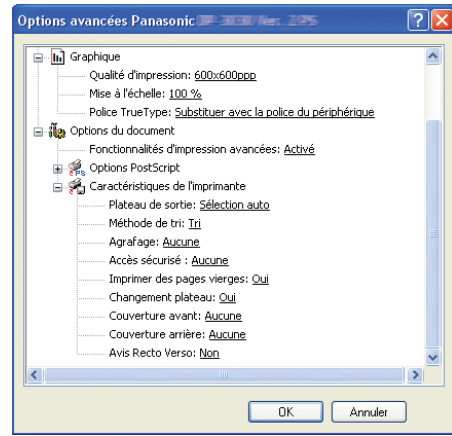 Options avancées Panasonic
Graphique
Qualité d'impression: 600x600ppp
Mise à l'échelle: 100 %
Police TrueType: Substituer avec la police du périphérique
Options du document
Fonctionnalités d'impression avancées: Activé
Options PostScript
Caractéristiques de l'imprimante
Plateau de sortie: Sélection auto
Méthode de tri: Tri
Agrafage: Aucune
Accès sécurisé : Aucune
Imprimer des pages vierges: Oui
Changement plateau: Oui
Couverture avant: Aucune
Couverture arrière: Aucune
Avis Recto Verso: Non
OK Annuler